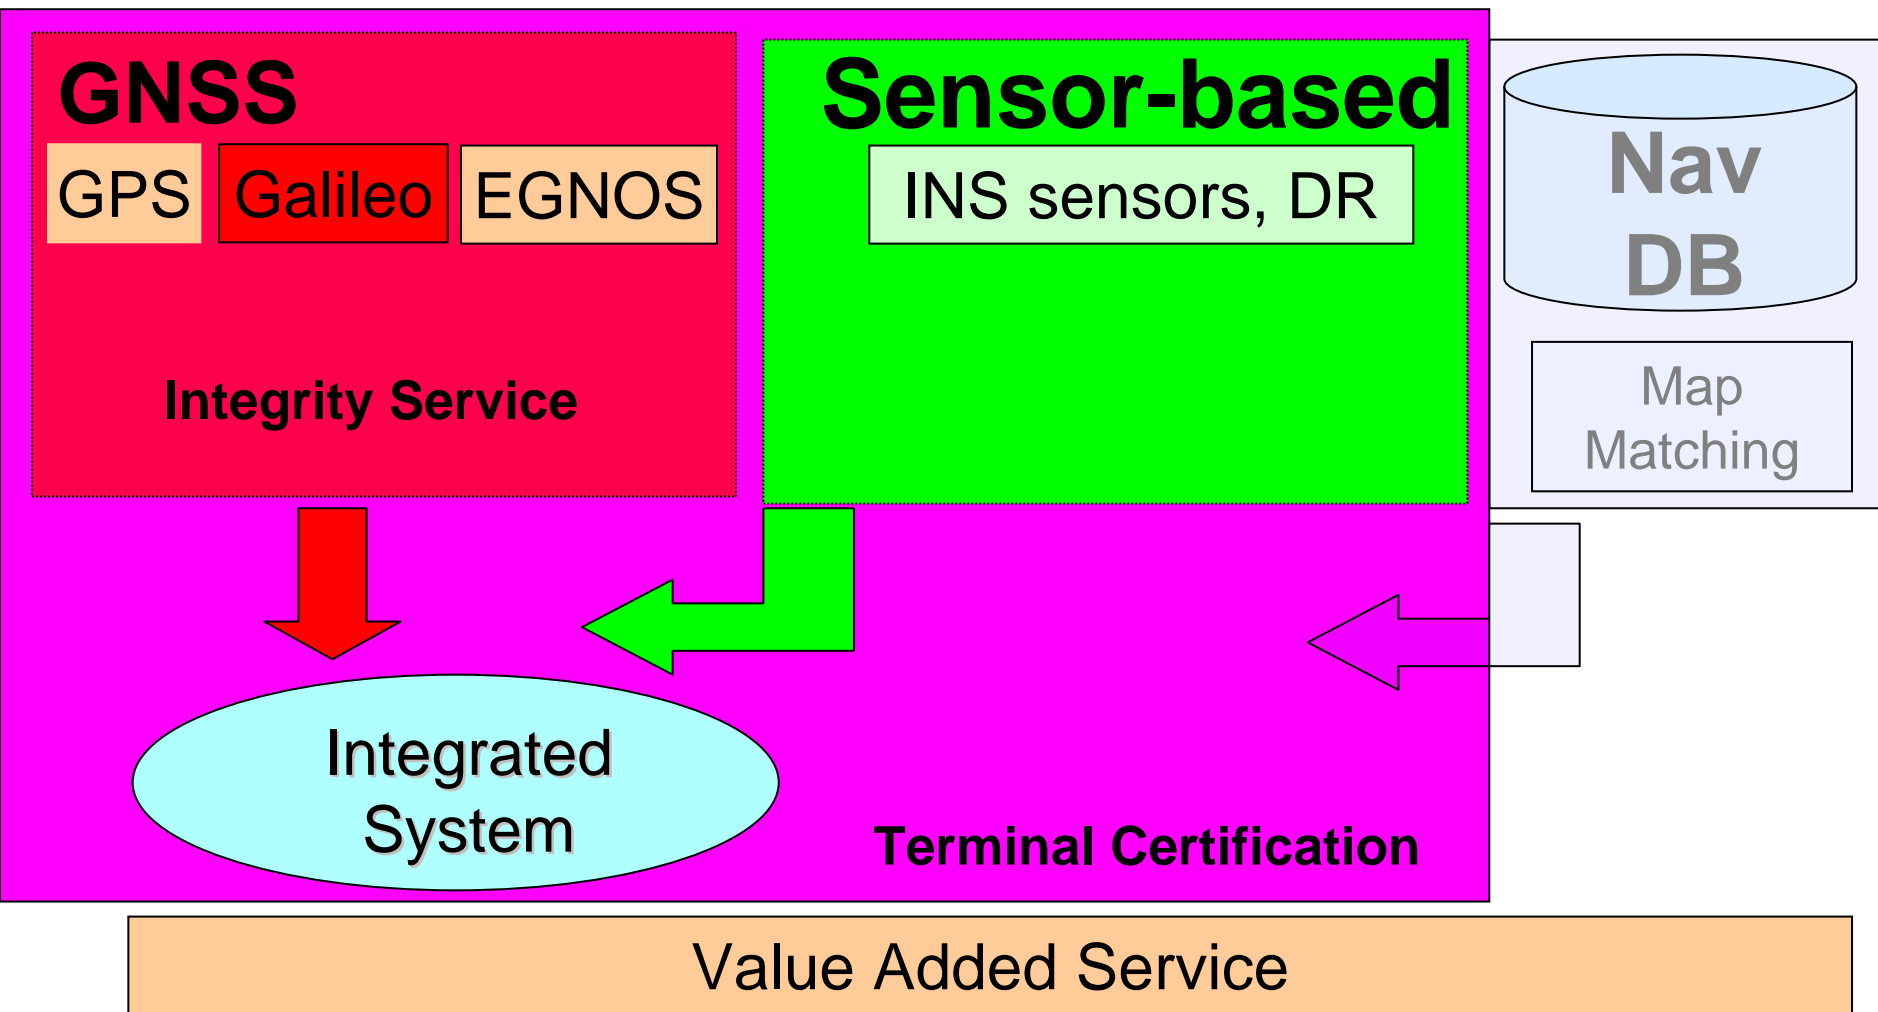 GNSS
GPS
Galileo
EGNOS
Integrity Service
Sensor-based
INS sensors, DR
Nav
DB
Map
Matching
Integrated
System
Terminal Certification
Value Added Service